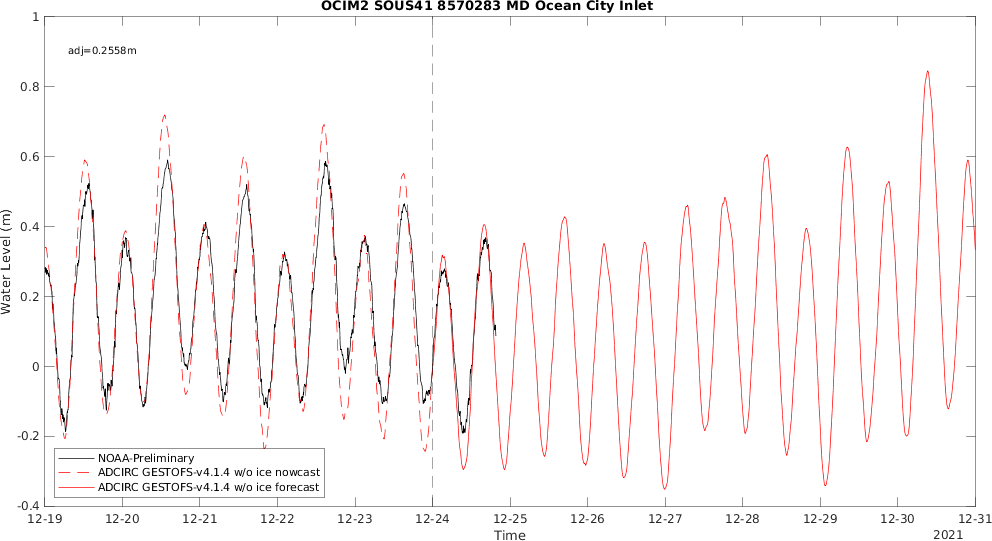 OCIM2 SOUS41 8570283 MD Ocean City Inlet
adj=0.2558m
Water Level (m)
1
0.8
0.6
0.4
0.2
0
-0.2
-0.4
NOAA-Preliminary
ADCIRC GESTOFS-v4.1.4 w/o ice nowcast
ADCIRC GESTOFS-v4.1.4 w/o ice forecast
12-19 12-20 12-21 12-22 12-23 12-24 12-25 12-26 12-27 12-28 12-29 12-30 12-31
Time
2021